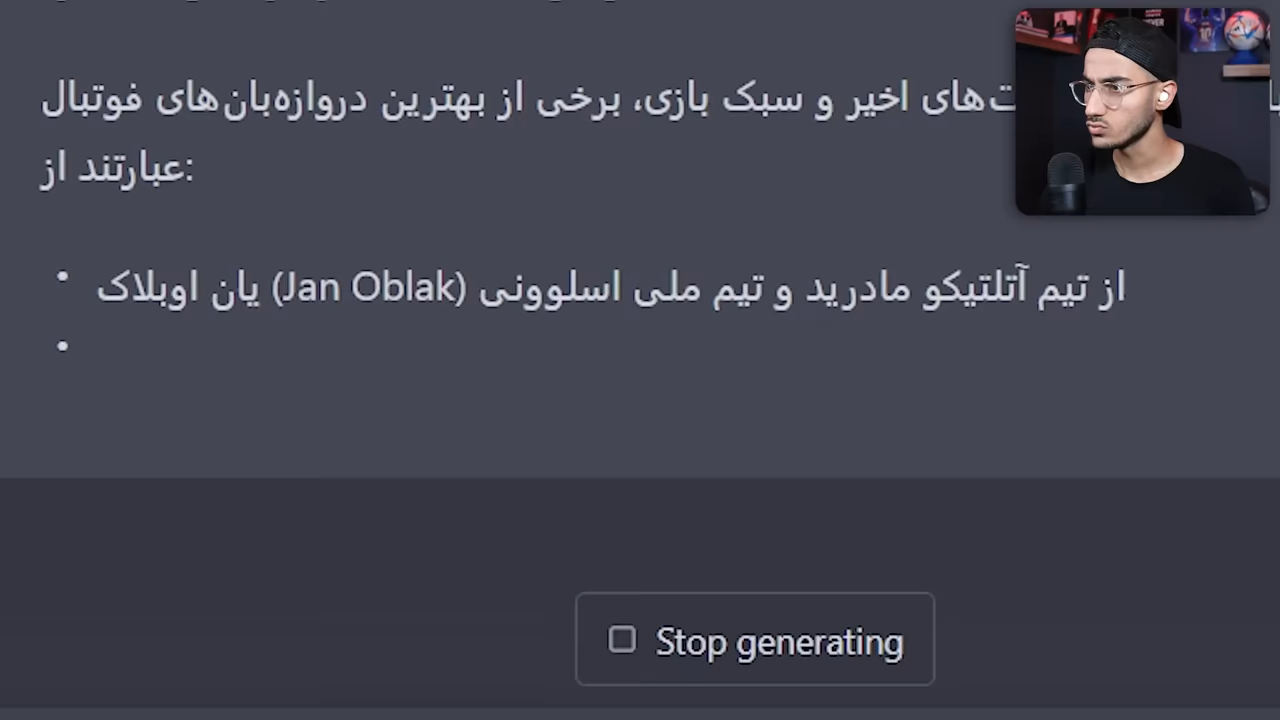 های اخیر و سبک بازی، برخی از بهترین دروازه‌بان‌های فوتبال
عبارتند از:
یان اوبلاک (Jan Oblak) از تیم آتلتیکو مادرید و تیم ملی اسلوونی
Stop generating